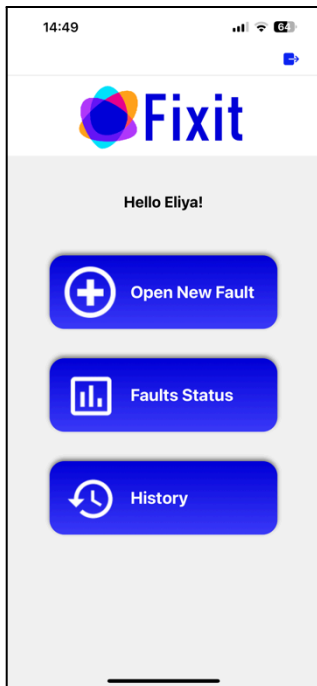 14:49
64
Fixit
Hello Eliya!
Open New Fault
Faults Status
History